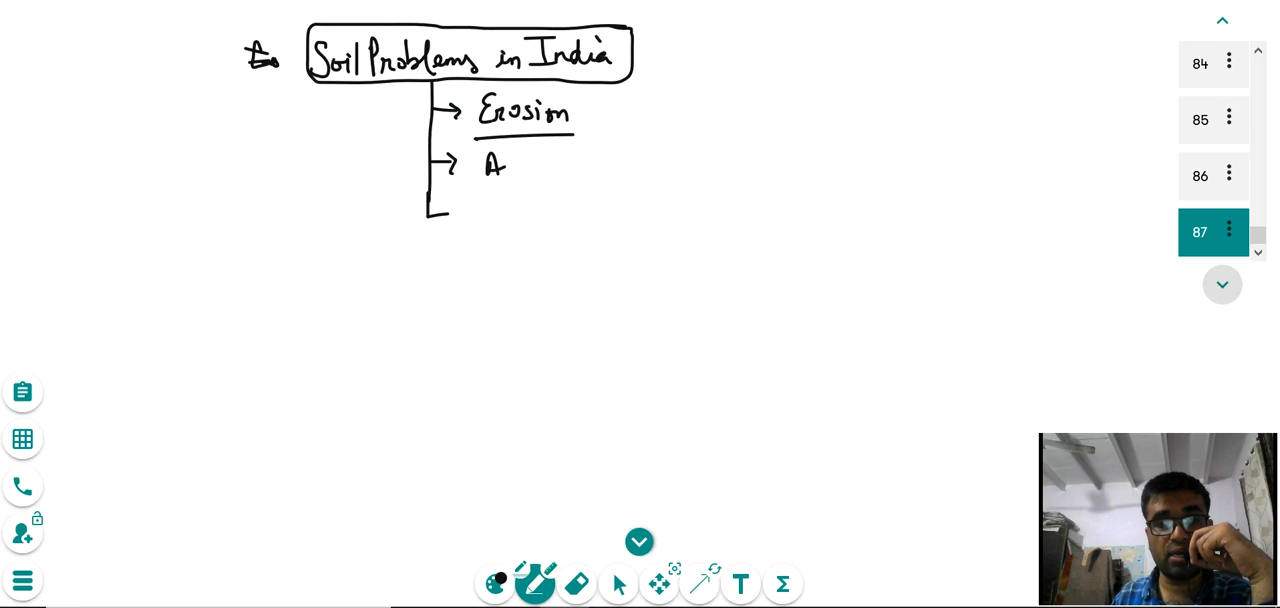 Soil Problems in India
→ Erosion
→ A
84
85
86
87
T
Σ